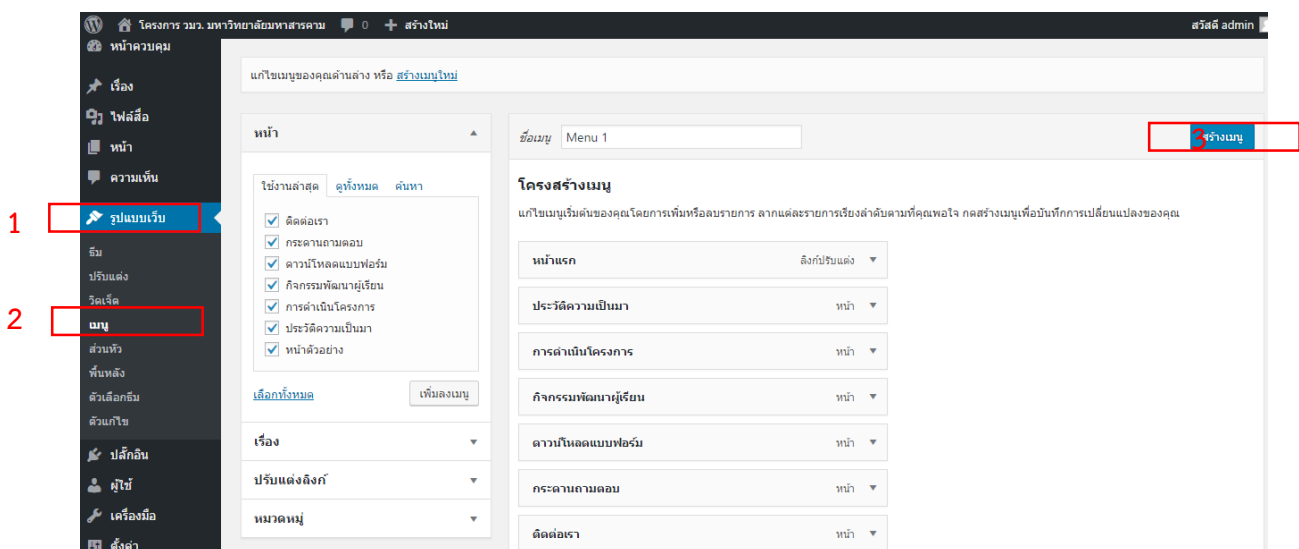 โครงการ วมว. มหาวิทยาลัยมหาสารคาม 0 + สร้างใหม่ สวัสดี admin
หน้าควบคุม
เรื่อง
ไฟล์สื่อ
หน้า
ความเห็น
1 รูปแบบเว็บ
ธีม
ปรับแต่ง
วิดเจ็ต
2 เมนู
ส่วนหัว
พื้นหลัง
ตัวเลือกธีม
ตัวแก้ไข
ปลั๊กอิน
ผู้ใช้
เครื่องมือ
ตั้งค่า
แก้ไขเมนูของคุณด้านล่าง หรือ สร้างเมนูใหม่
หน้า
ใช้งานล่าสุด ดูทั้งหมด ค้นหา
ติดต่อเรา
กระดานถามตอบ
ดาวน์โหลดแบบฟอร์ม
กิจกรรมพัฒนาผู้เรียน
การดำเนินโครงการ
ประวัติความเป็นมา
หน้าตัวอย่าง
เลือกทั้งหมด เพิ่มลงเมนู
เรื่อง
ปรับแต่งลิงก์
หมวดหมู่
ชื่อเมนู Menu 1 3 สร้างเมนู
โครงสร้างเมนู
แก้ไขเมนูเริ่มต้นของคุณโดยการเพิ่มหรือลบรายการ ลากแต่ละรายการเรียงลำดับตามที่คุณพอใจ กดสร้างเมนูเพื่อบันทึกการเปลี่ยนแปลงของคุณ
หน้าแรก ลิงก์ปรับแต่ง
ประวัติความเป็นมา หน้า
การดำเนินโครงการ หน้า
กิจกรรมพัฒนาผู้เรียน หน้า
ดาวน์โหลดแบบฟอร์ม หน้า
กระดานถามตอบ หน้า
ติดต่อเรา หน้า